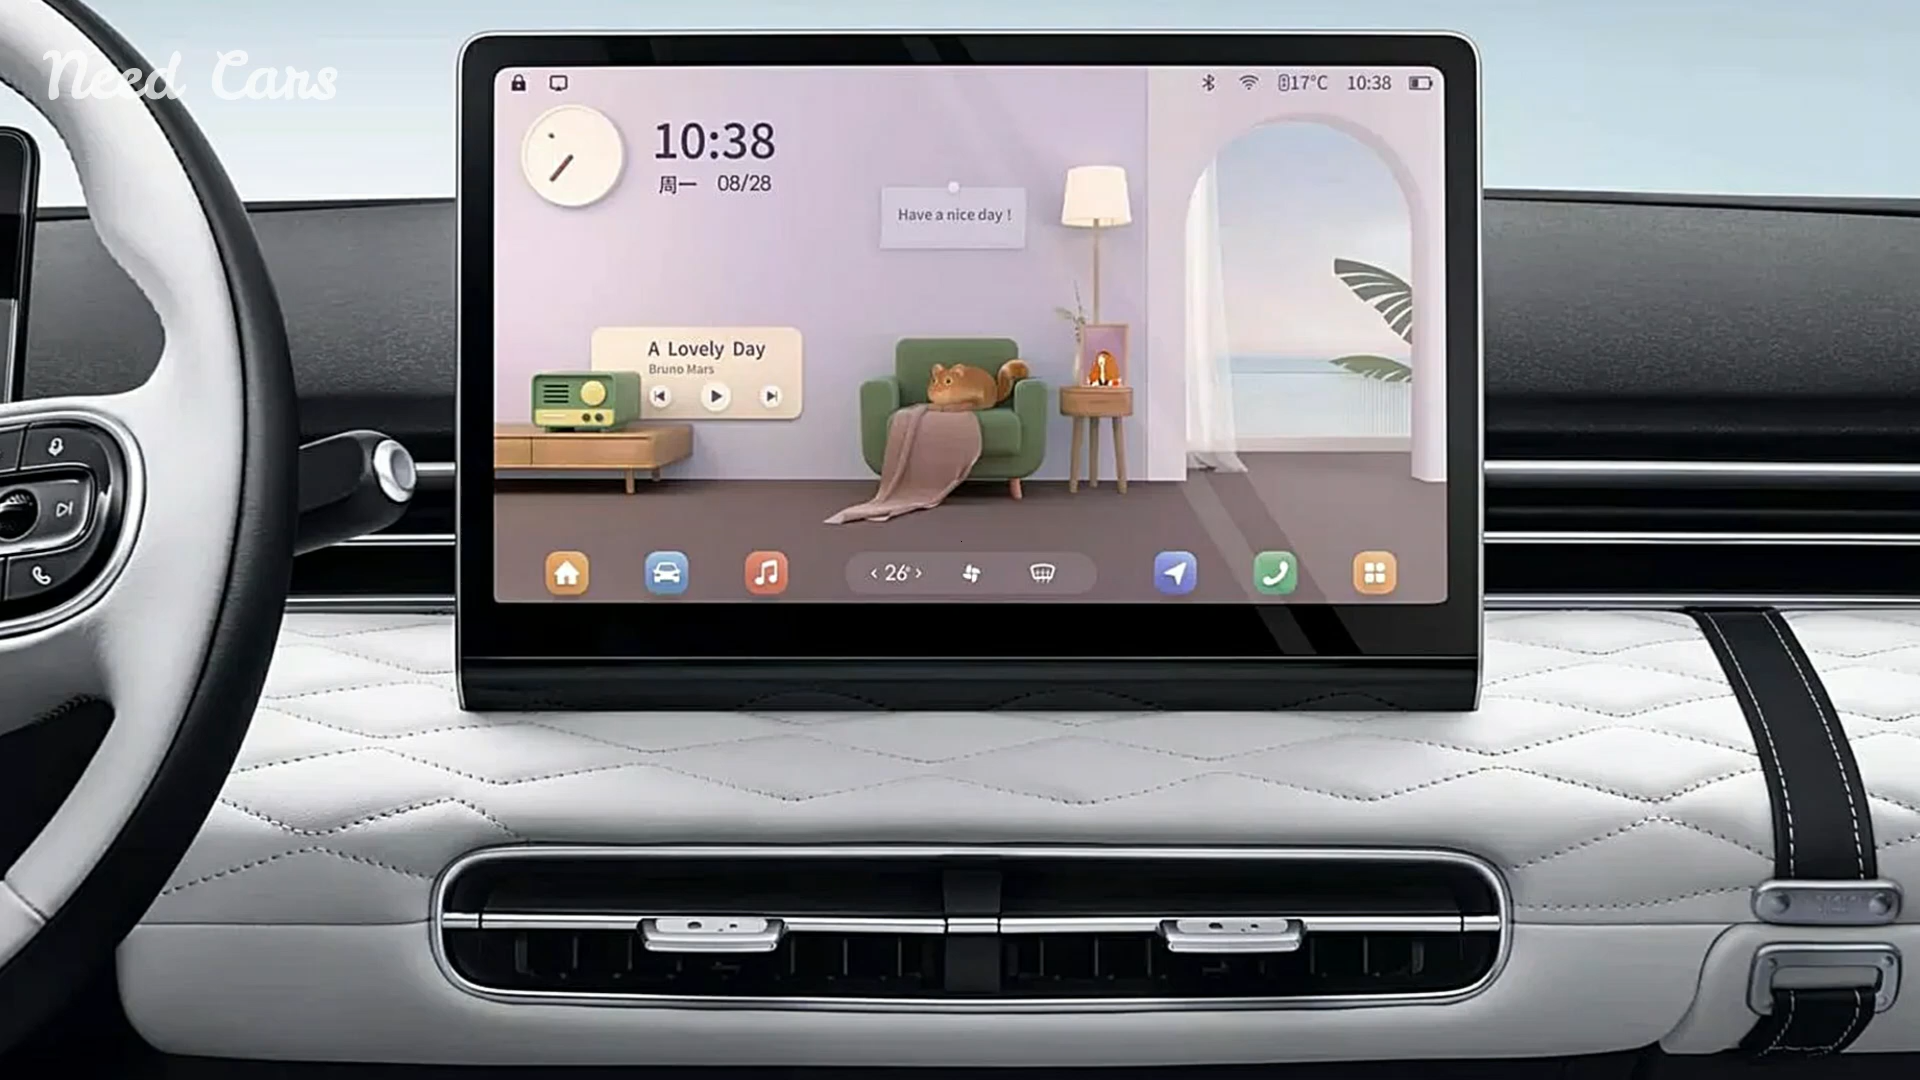 Need Cars
17°C 10:38
10:38
周一 08/28
Have a nice day !
A Lovely Day
Bruno Mars
< 26° >